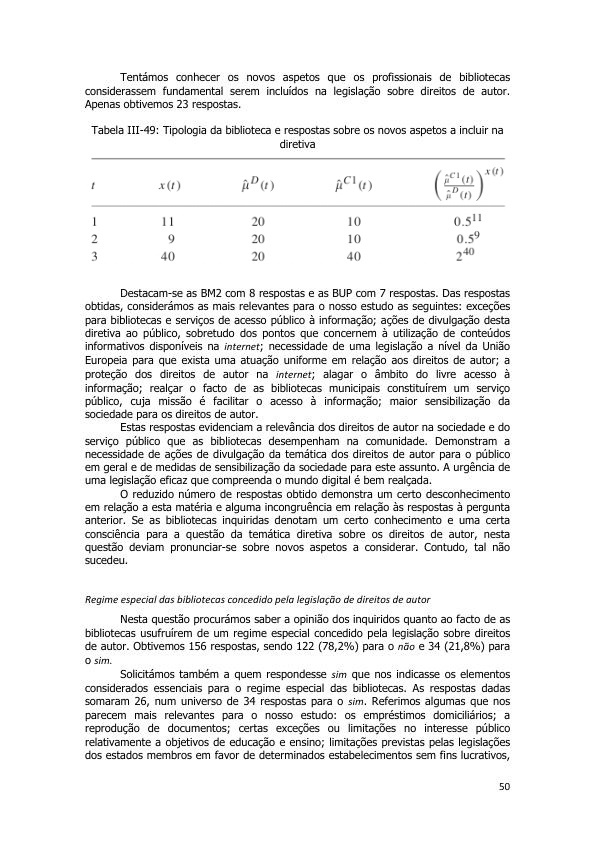 Tentámos conhecer os novos aspetos que os profissionais de bibliotecas
considerassem fundamental serem incluídos na legislação sobre direitos de autor.
Apenas obtivemos 23 respostas.
Tabela III-49: Tipologia da biblioteca e respostas sobre os novos aspetos a incluir na
diretiva
t x(t) μ̂^D(t) μ̂^C1(t) (μ̂^C1(t) / μ̂^D(t))^x(t)
1 11 20 10 0.5^11
2 9 20 10 0.5^9
3 40 20 40 2^40
Destacam-se as BM2 com 8 respostas e as BUP com 7 respostas. Das respostas
obtidas, considerámos as mais relevantes para o nosso estudo as seguintes: exceções
para bibliotecas e serviços de acesso público à informação; ações de divulgação desta
diretiva ao público, sobretudo dos pontos que concernem à utilização de conteúdos
informativos disponíveis na internet; necessidade de uma legislação a nível da União
Europeia para que exista uma atuação uniforme em relação aos direitos de autor; a
proteção dos direitos de autor na internet; alagar o âmbito do livre acesso à
informação; realçar o facto de as bibliotecas municipais constituírem um serviço
público, cuja missão é facilitar o acesso à informação; maior sensibilização da
sociedade para os direitos de autor.
Estas respostas evidenciam a relevância dos direitos de autor na sociedade e do
serviço público que as bibliotecas desempenham na comunidade. Demonstram a
necessidade de ações de divulgação da temática dos direitos de autor para o público
em geral e de medidas de sensibilização da sociedade para este assunto. A urgência de
uma legislação eficaz que compreenda o mundo digital é bem realçada.
O reduzido número de respostas obtido demonstra um certo desconhecimento
em relação a esta matéria e alguma incongruência em relação às respostas à pergunta
anterior. Se as bibliotecas inquiridas denotam um certo conhecimento e uma certa
consciência para a questão da temática diretiva sobre os direitos de autor, nesta
questão deviam pronunciar-se sobre novos aspetos a considerar. Contudo, tal não
sucedeu.
Regime especial das bibliotecas concedido pela legislação de direitos de autor
Nesta questão procurámos saber a opinião dos inquiridos quanto ao facto de as
bibliotecas usufruírem de um regime especial concedido pela legislação sobre direitos
de autor. Obtivemos 156 respostas, sendo 122 (78,2%) para o não e 34 (21,8%) para
o sim.
Solicitámos também a quem respondesse sim que nos indicasse os elementos
considerados essenciais para o regime especial das bibliotecas. As respostas dadas
somaram 26, num universo de 34 respostas para o sim. Referimos algumas que nos
parecem mais relevantes para o nosso estudo: os empréstimos domiciliários; a
reprodução de documentos; certas exceções ou limitações no interesse público
relativamente a objetivos de educação e ensino; limitações previstas pelas legislações
dos estados membros em favor de determinados estabelecimentos sem fins lucrativos,
50